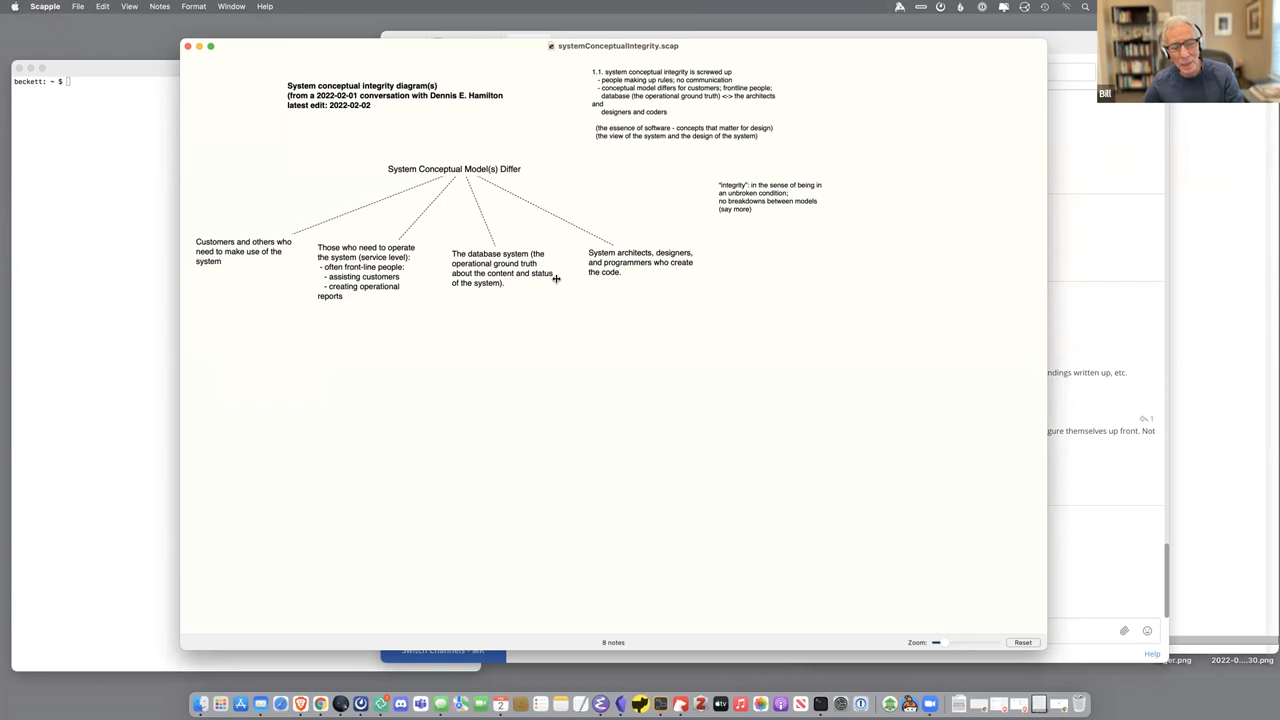 Scapple File Edit View Notes Format Window Help
systemConceptualIntegrity.scap
beckett: ~ $
Bill
System conceptual integrity diagram(s)
(from a 2022-02-01 conversation with Dennis E. Hamilton
latest edit: 2022-02-02
1.1. system conceptual integrity is screwed up
- people making up rules; no communication
- conceptual model differs for customers; frontline people;
database (the operational ground truth) <-> the architects
and
designers and coders
(the essence of software - concepts that matter for design)
(the view of the system and the design of the system)
System Conceptual Model(s) Differ
"integrity": in the sense of being in
an unbroken condition;
no breakdowns between models
(say more)
Customers and others who
need to make use of the
system
Those who need to operate
the system (service level):
- often front-line people:
- assisting customers
- creating operational
reports
The database system (the
operational ground truth
about the content and status
of the system).
System architects, designers,
and programmers who create
the code.
ndings written up, etc.
1
gure themselves up front. Not
8 notes
Zoom:
Reset
Help
ger.png
2022-0....30.png